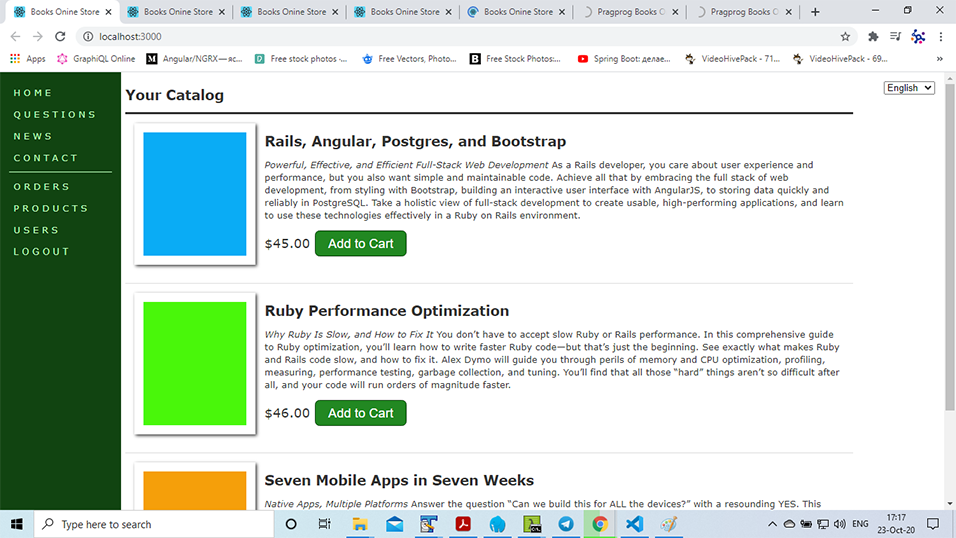 Books Onine Store
Books Onine Store
Books Onine Store
Books Onine Store
Books Onine Store
Pragprog Books O
Pragprog Books O
localhost:3000
Apps
GraphiQL Online
Angular/NGRX — яс...
Free stock photos -...
Free Vectors, Photo...
Free Stock Photos:...
Spring Boot: делае...
VideoHivePack - 71...
VideoHivePack - 69...
»
HOME
QUESTIONS
NEWS
CONTACT
ORDERS
PRODUCTS
USERS
LOGOUT
English
Your Catalog
Rails, Angular, Postgres, and Bootstrap
Powerful, Effective, and Efficient Full-Stack Web Development As a Rails developer, you care about user experience and
performance, but you also want simple and maintainable code. Achieve all that by embracing the full stack of web
development, from styling with Bootstrap, building an interactive user interface with AngularJS, to storing data quickly and
reliably in PostgreSQL. Take a holistic view of full-stack development to create usable, high-performing applications, and learn
to use these technologies effectively in a Ruby on Rails environment.
$45.00 Add to Cart
Ruby Performance Optimization
Why Ruby Is Slow, and How to Fix It You don’t have to accept slow Ruby or Rails performance. In this comprehensive guide
to Ruby optimization, you’ll learn how to write faster Ruby code—but that’s just the beginning. See exactly what makes Ruby
and Rails code slow, and how to fix it. Alex Dymo will guide you through perils of memory and CPU optimization, profiling,
measuring, performance testing, garbage collection, and tuning. You’ll find that all those “hard” things aren’t so difficult after
all, and your code will run orders of magnitude faster.
$46.00 Add to Cart
Seven Mobile Apps in Seven Weeks
Native Apps, Multiple Platforms Answer the question “Can we build this for ALL the devices?” with a resounding YES. This
Type here to search
ENG
17:17
23-Oct-20